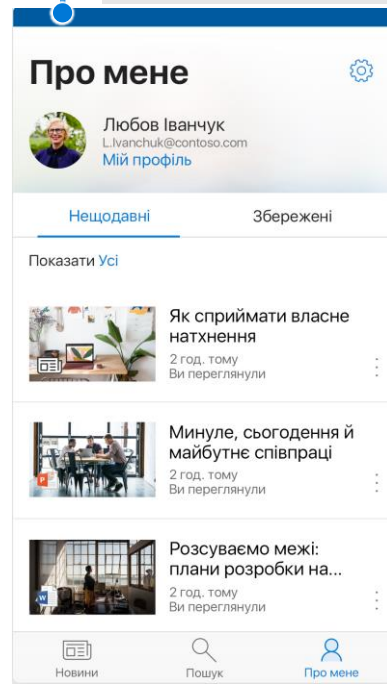 Про мене
Любов Іванчук
L.Ivanchuk@contoso.com
Мій профіль
Нещодавні
Збережені
Показати Усі
Як сприймати власне
натхнення
2 год. тому
Ви переглянули
Минуле, сьогодення й
майбутнє співпраці
2 год. тому
Ви переглянули
Розсуваємо межі:
плани розробки на...
2 год. тому
Ви переглянули
Новини
Пошук
Про мене